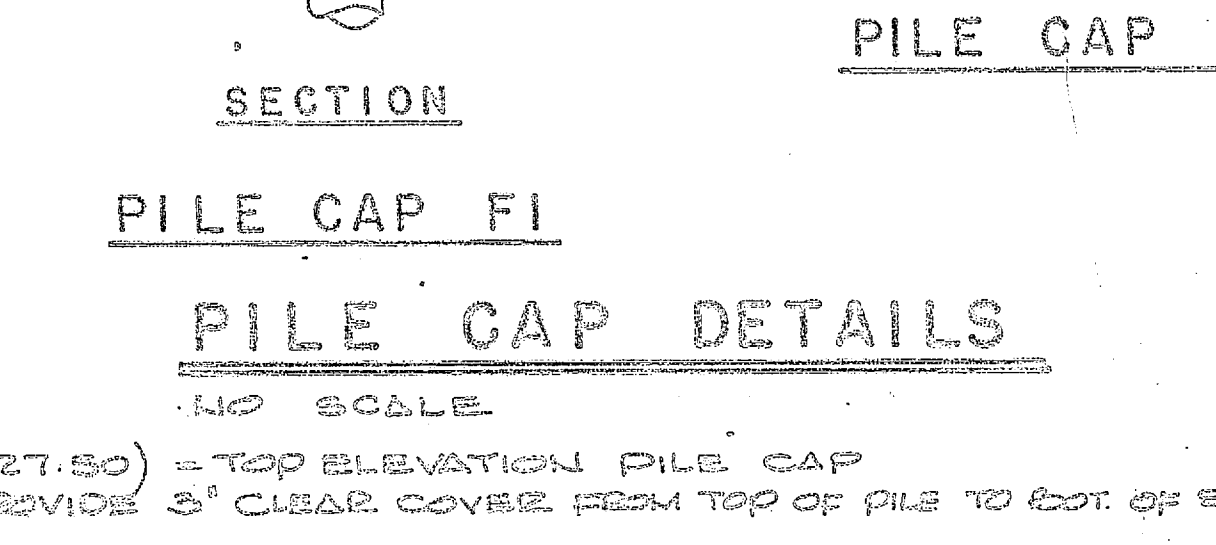 PILE CAP
SECTION
PILE CAP F1
PILE CAP DETAILS
NO SCALE
27.50) = TOP ELEVATION PILE CAP
ROVIDE 3" CLEAR COVER FROM TOP OF PILE TO BOT. OF